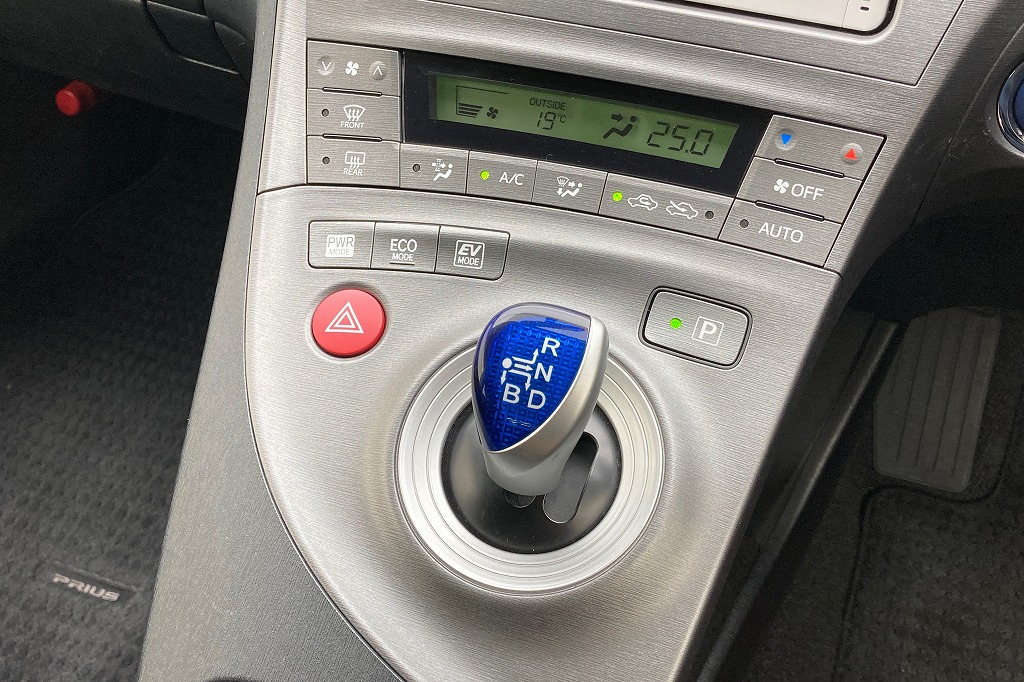 OUTSIDE
19°C
25.0
FRONT
REAR
A/C
OFF
AUTO
PWR
MODE
ECO
MODE
EV
MODE
P
R
N
B D
PRIUS